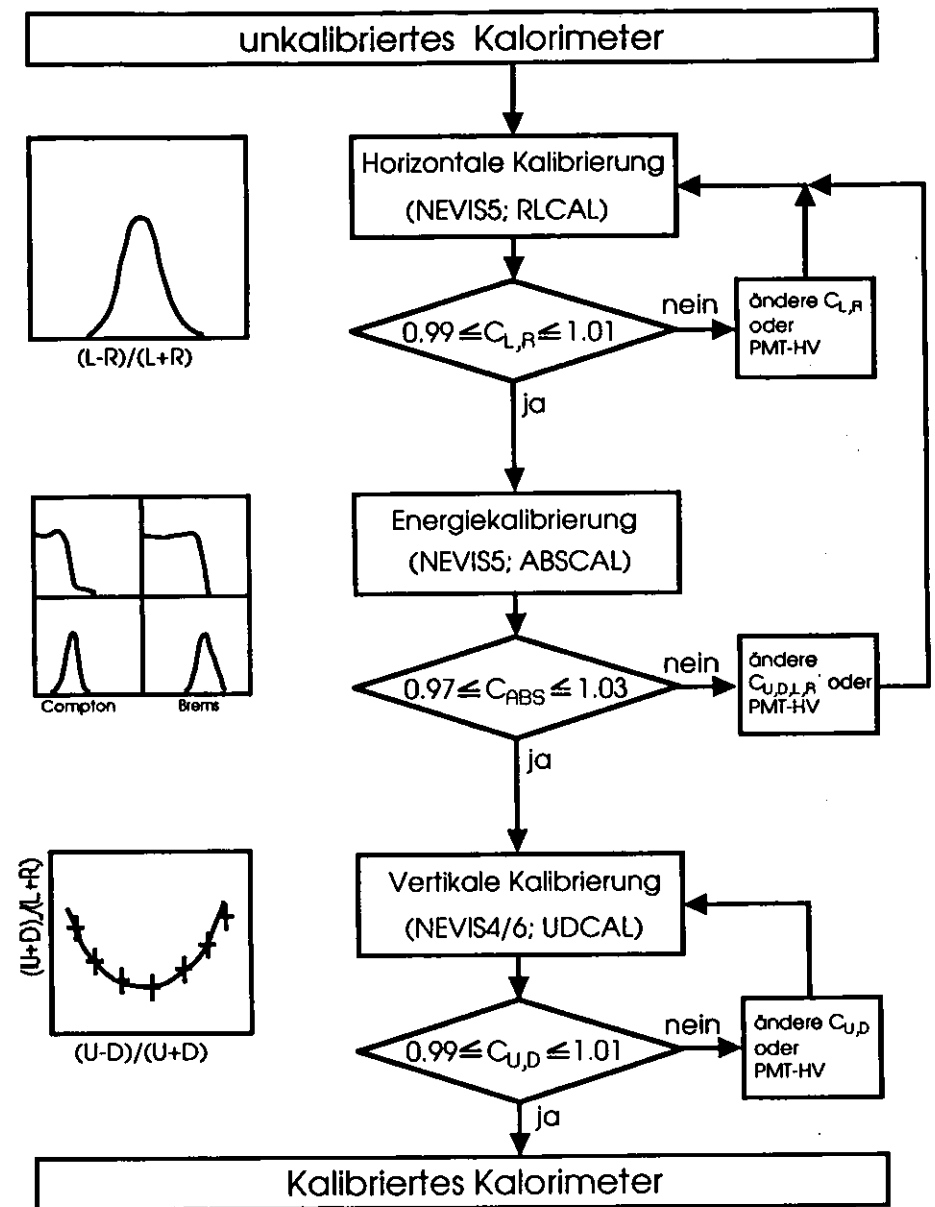 unkalibriertes Kalorimeter
Horizontale Kalibrierung
(NEVIS5; RLCAL)
(L-R)/(L+R)
0.99≦C_L,R≦1.01
nein
ändere C_L,R
oder
PMT-HV
ja
Energiekalibrierung
(NEVIS5; ABSCAL)
Compton
Brems
0.97≦C_ABS≦1.03
nein
ändere
C_U,D,L,R oder
PMT-HV
ja
Vertikale Kalibrierung
(NEVIS4/6; UDCAL)
(U+D)/(L+R)
(U-D)/(U+D)
0.99≦C_U,D≦1.01
nein
ändere C_U,D
oder
PMT-HV
ja
Kalibriertes Kalorimeter